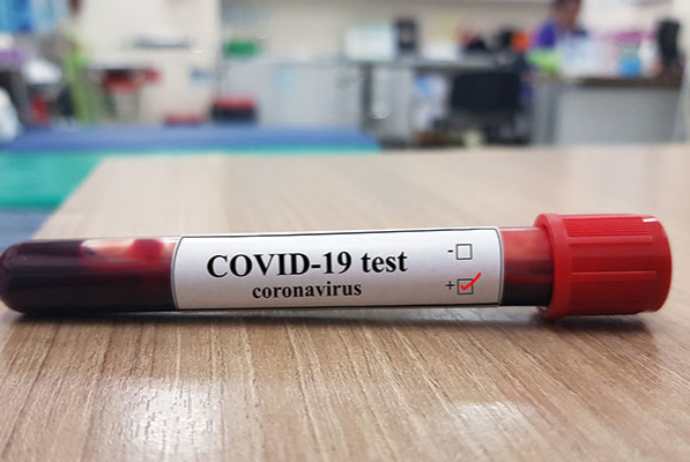 COVID-19 test
coronavirus
-
+